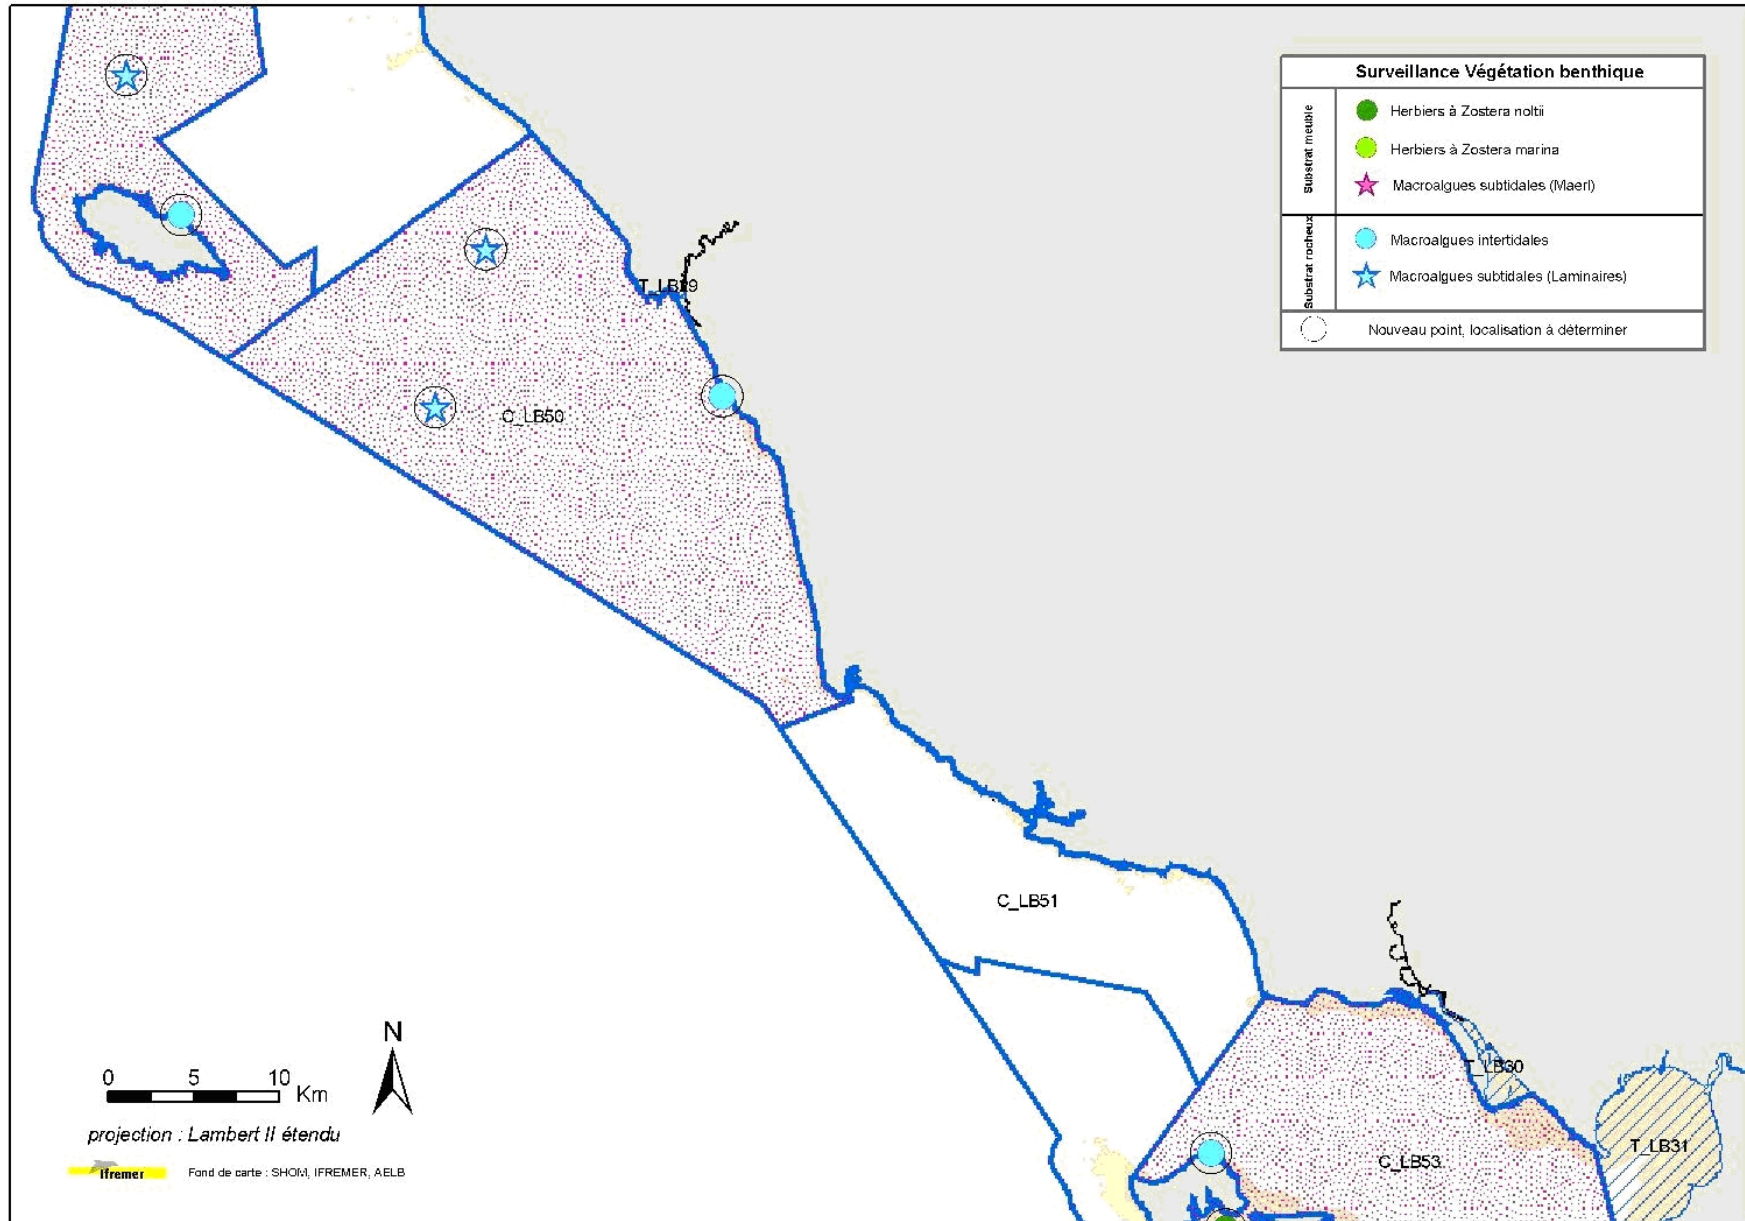 Surveillance Végétation benthique
Substrat meuble
Herbiers à Zostera noltii
Herbiers à Zostera marina
Macroalgues subtidales (Maerl)
Substrat rocheux
Macroalgues intertidales
Macroalgues subtidales (Laminaires)
Nouveau point, localisation à déterminer
T_LB29
C_LB50
C_LB51
T_LB30
T_LB31
C_LB53
N
0 5 10 Km
projection : Lambert II étendu
Ifremer
Fond de carte : SHOM, IFREMER, AELB